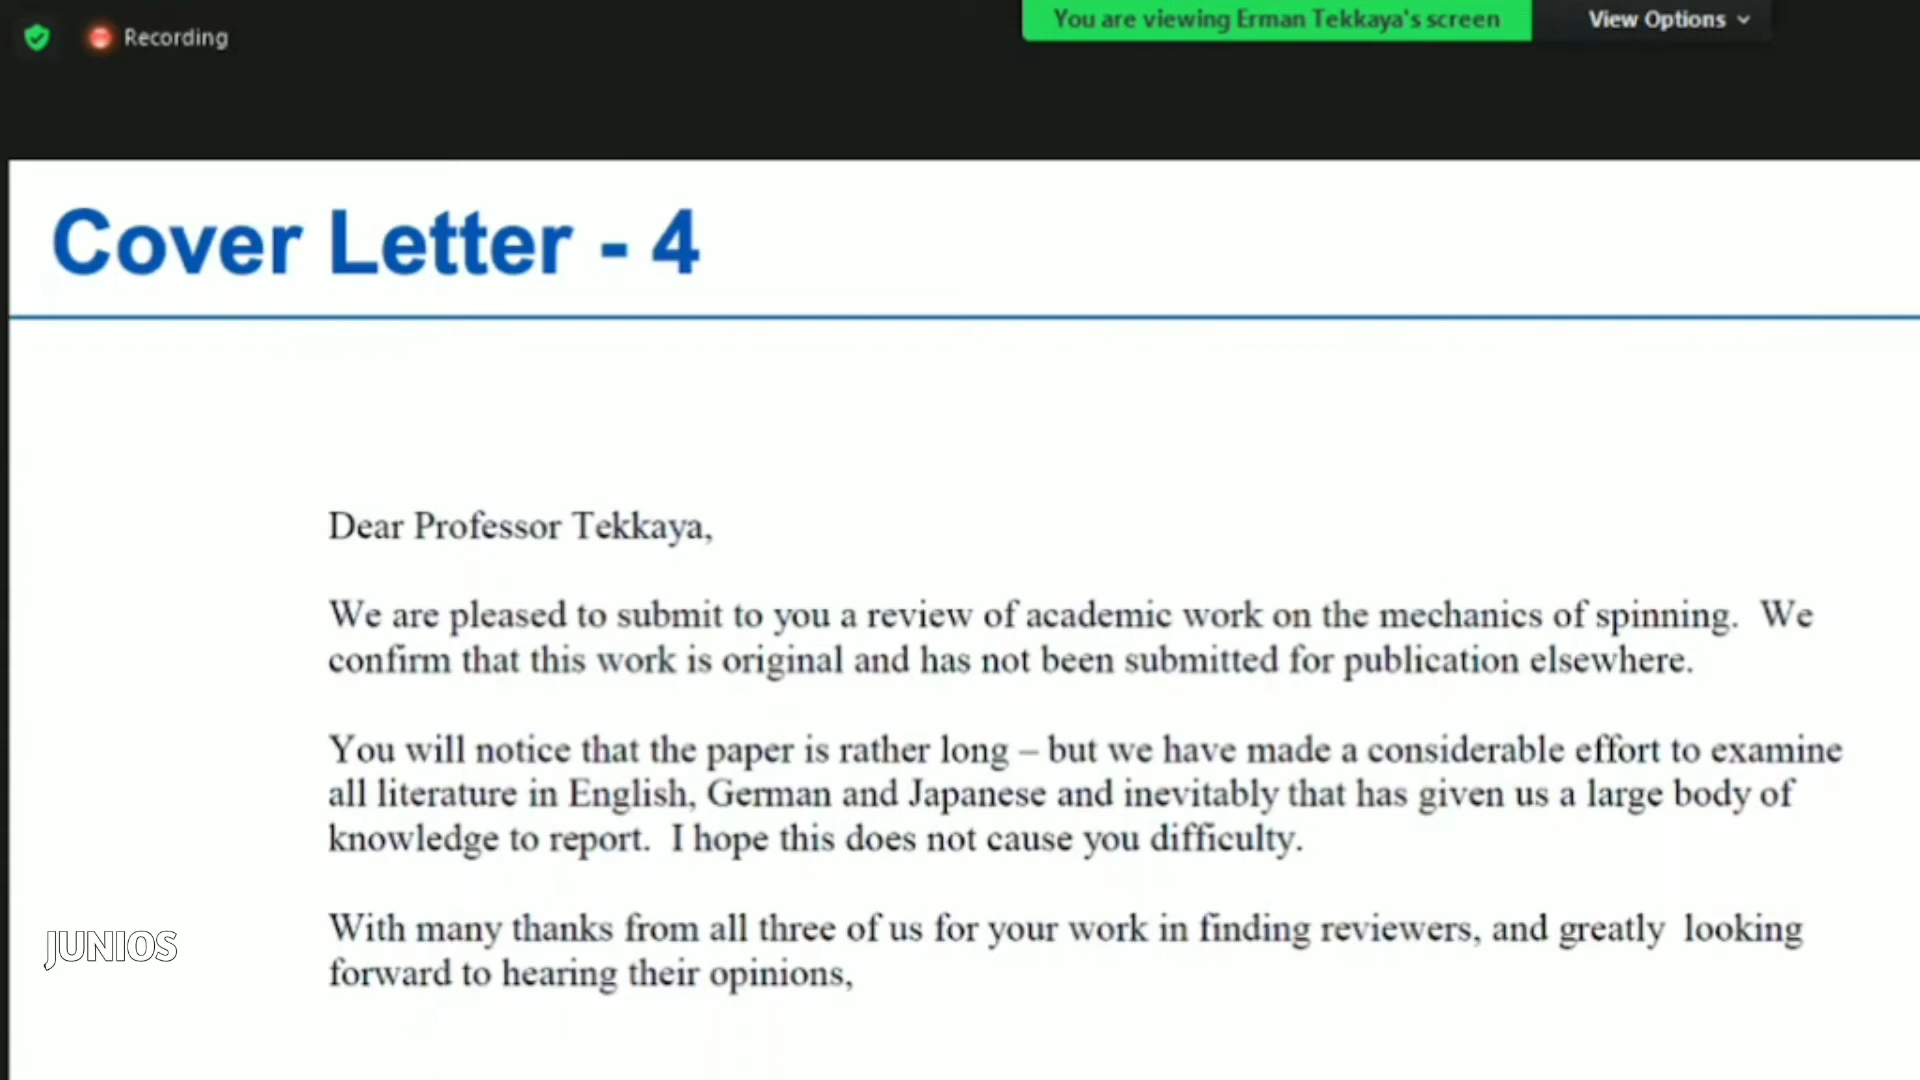 Recording
You are viewing Erman Tekkaya's screen
View Options
Cover Letter - 4
Dear Professor Tekkaya,
We are pleased to submit to you a review of academic work on the mechanics of spinning.  We
confirm that this work is original and has not been submitted for publication elsewhere.
You will notice that the paper is rather long – but we have made a considerable effort to examine
all literature in English, German and Japanese and inevitably that has given us a large body of
knowledge to report.  I hope this does not cause you difficulty.
With many thanks from all three of us for your work in finding reviewers, and greatly  looking
forward to hearing their opinions,
JUNIOS